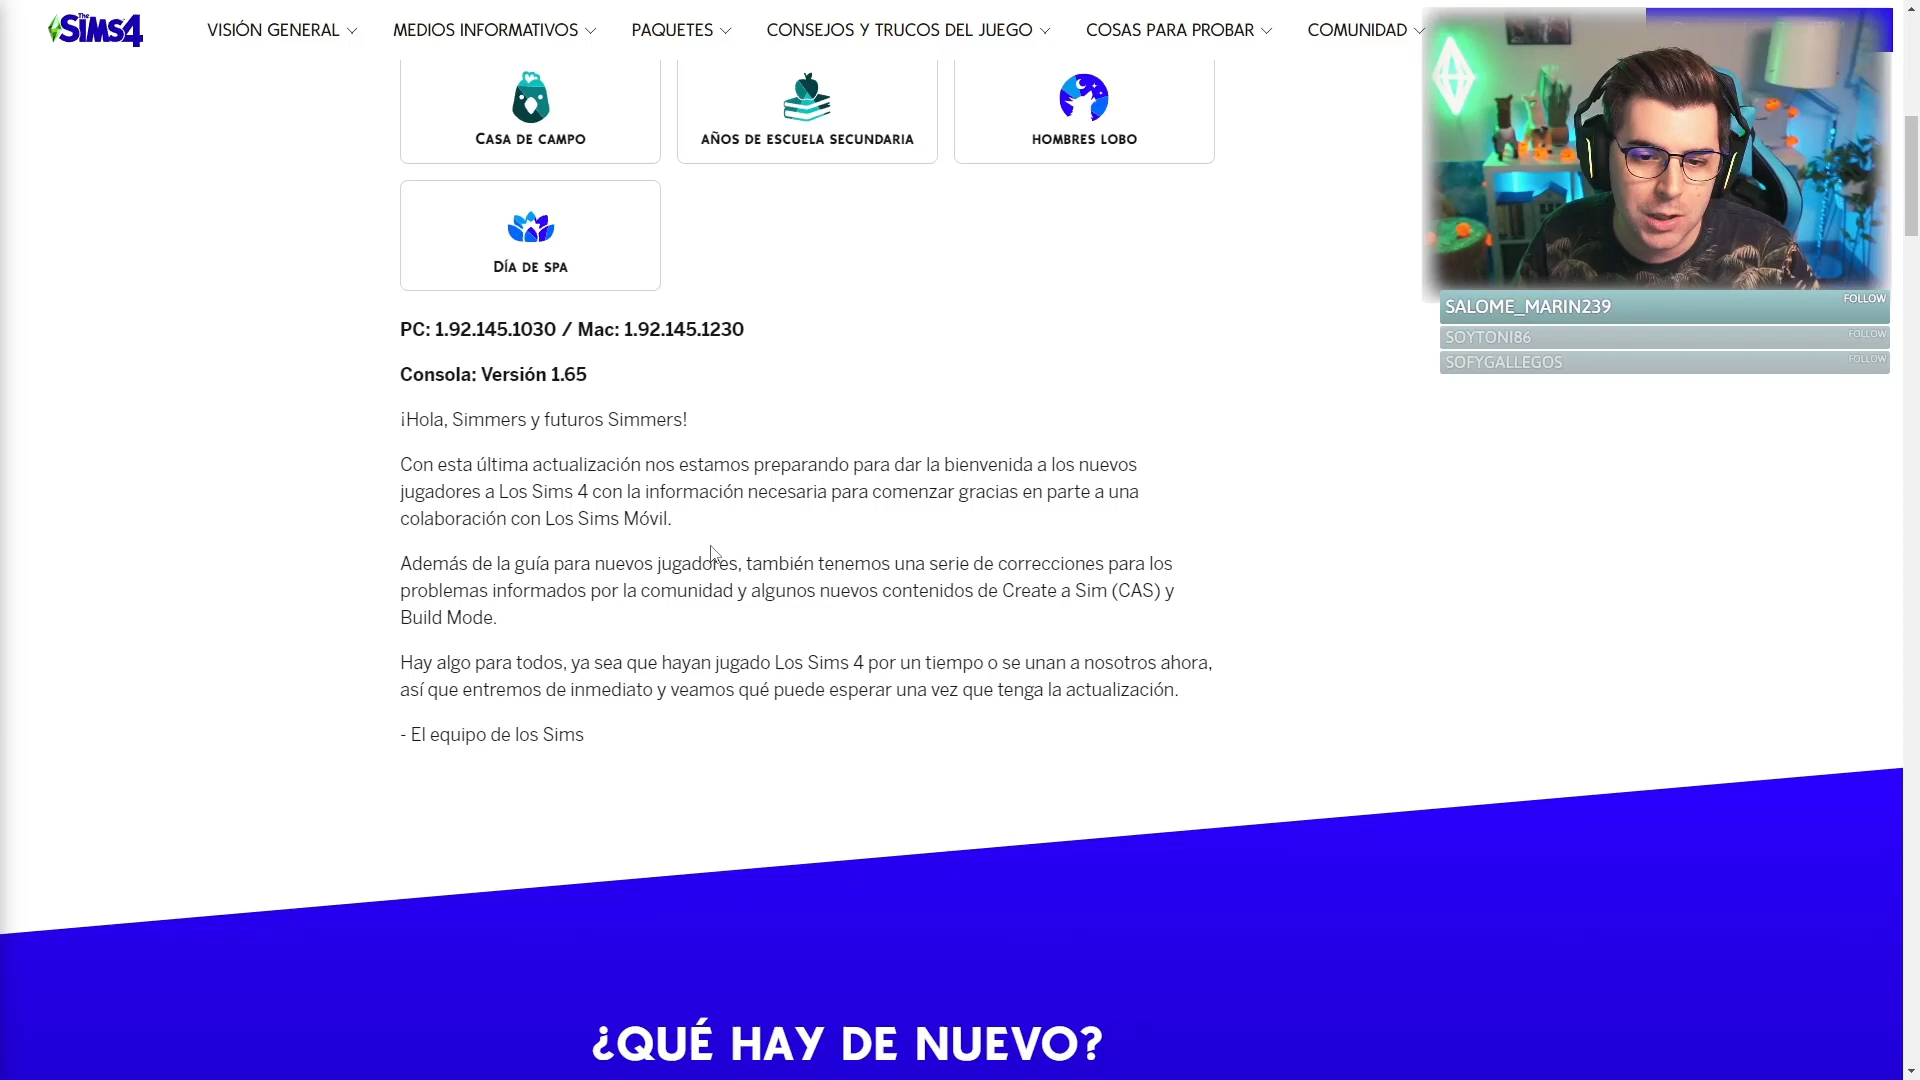 The Sims 4
VISIÓN GENERAL
MEDIOS INFORMATIVOS
PAQUETES
CONSEJOS Y TRUCOS DEL JUEGO
COSAS PARA PROBAR
COMUNIDAD
CASA DE CAMPO
AÑOS DE ESCUELA SECUNDARIA
HOMBRES LOBO
DÍA DE SPA
SALOME_MARIN239 FOLLOW
SOYTONI86 FOLLOW
SOFYGALLEGOS FOLLOW
PC: 1.92.145.1030 / Mac: 1.92.145.1230
Consola: Versión 1.65
¡Hola, Simmers y futuros Simmers!
Con esta última actualización nos estamos preparando para dar la bienvenida a los nuevos
jugadores a Los Sims 4 con la información necesaria para comenzar gracias en parte a una
colaboración con Los Sims Móvil.
Además de la guía para nuevos jugadores, también tenemos una serie de correcciones para los
problemas informados por la comunidad y algunos nuevos contenidos de Create a Sim (CAS) y
Build Mode.
Hay algo para todos, ya sea que hayan jugado Los Sims 4 por un tiempo o se unan a nosotros ahora,
así que entremos de inmediato y veamos qué puede esperar una vez que tenga la actualización.
- El equipo de los Sims
¿QUÉ HAY DE NUEVO?